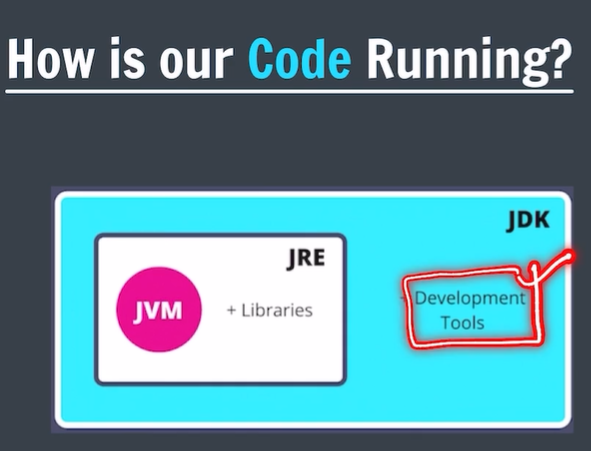 How is our Code Running?
JDK
JRE
JVM
+ Libraries
+ Development
Tools